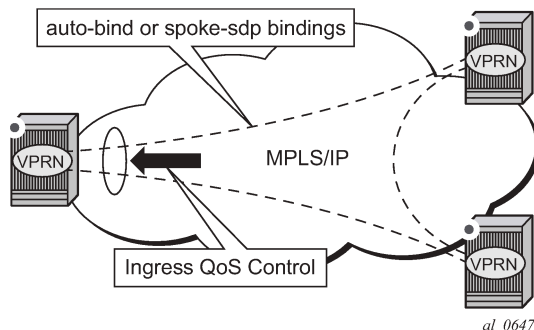 auto-bind or spoke-sdp bindings
VPRN
VPRN
MPLS/IP
VPRN
Ingress QoS Control
al_0647